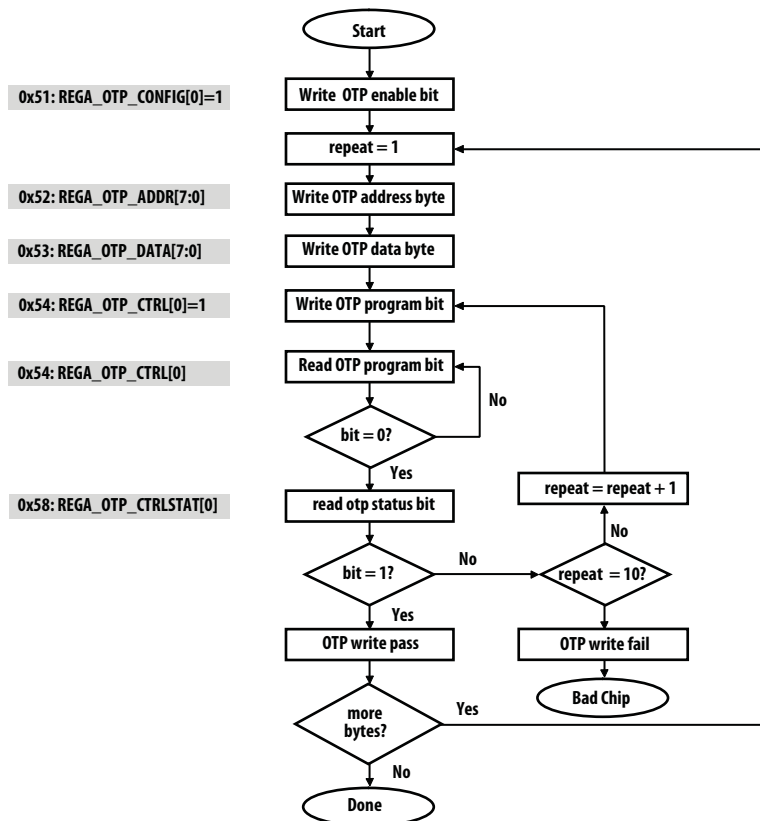 Start
0x51: REGA_OTP_CONFIG[0]=1
Write OTP enable bit
repeat = 1
0x52: REGA_OTP_ADDR[7:0]
Write OTP address byte
0x53: REGA_OTP_DATA[7:0]
Write OTP data byte
0x54: REGA_OTP_CTRL[0]=1
Write OTP program bit
0x54: REGA_OTP_CTRL[0]
Read OTP program bit
No
bit = 0?
Yes
0x58: REGA_OTP_CTRLSTAT[0]
read otp status bit
repeat = repeat + 1
No
bit = 1?
No
repeat = 10?
Yes
Yes
OTP write pass
OTP write fail
Bad Chip
more
bytes?
Yes
No
Done